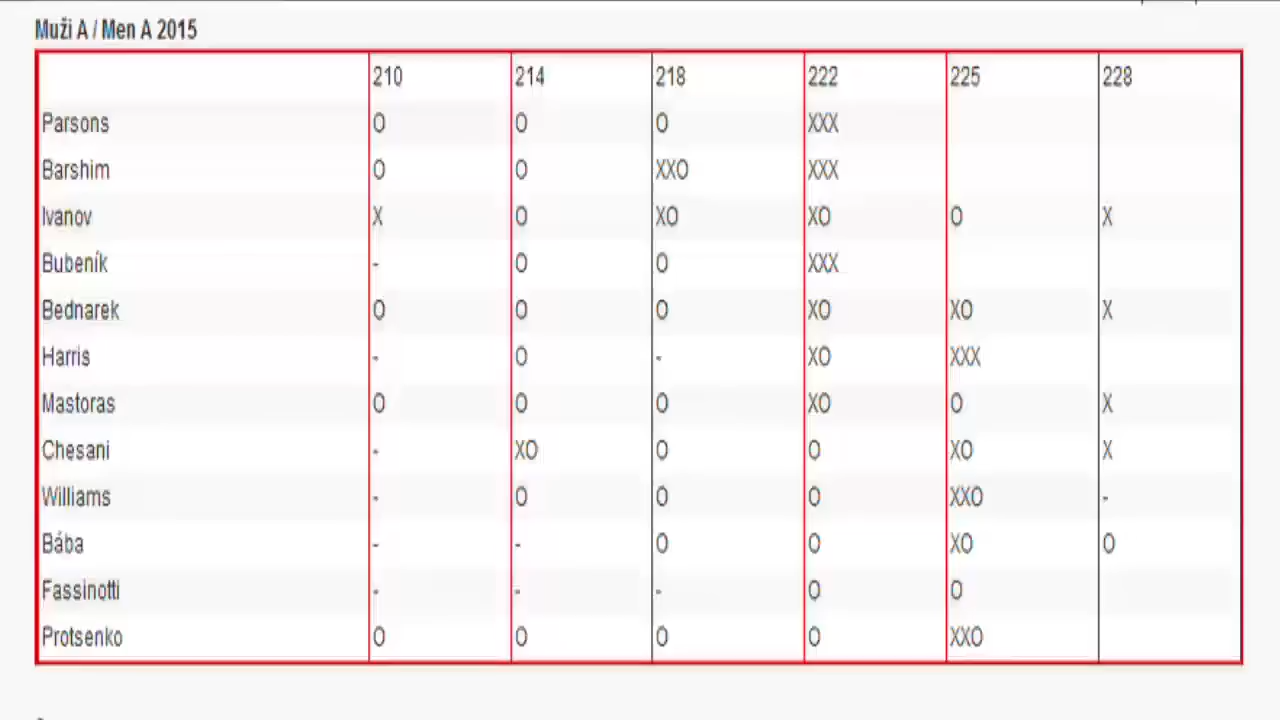 Muži A / Men A 2015
210 214 218 222 225 228
Parsons O O O XXX
Barshim O O XXO XXX
Ivanov X O XO XO O X
Bubeník - O O XXX
Bednarek O O O XO XO X
Harris - O - XO XXX
Mastoras O O O XO O X
Chesani - XO O O XO X
Williams - O O O XXO -
Bába - - O O XO O
Fassinotti - - - O O
Protsenko O O O O XXO